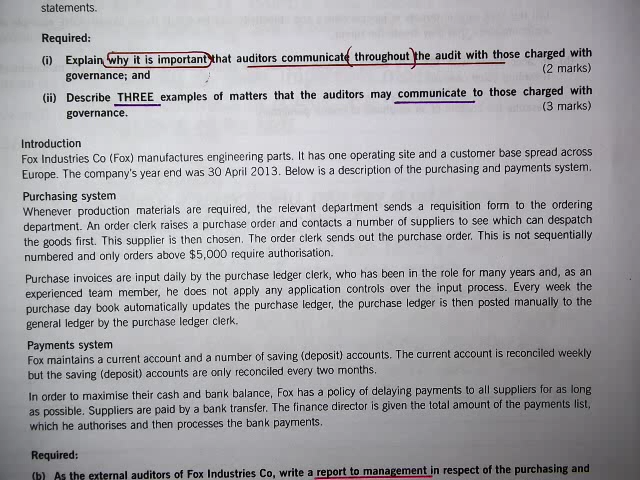 statements.
Required:
(i) Explain why it is important that auditors communicate throughout the audit with those charged with
governance; and (2 marks)
(ii) Describe THREE examples of matters that the auditors may communicate to those charged with
governance. (3 marks)
Introduction
Fox Industries Co (Fox) manufactures engineering parts. It has one operating site and a customer base spread across
Europe. The company's year end was 30 April 2013. Below is a description of the purchasing and payments system.
Purchasing system
Whenever production materials are required, the relevant department sends a requisition form to the ordering
department. An order clerk raises a purchase order and contacts a number of suppliers to see which can despatch
the goods first. This supplier is then chosen. The order clerk sends out the purchase order. This is not sequentially
numbered and only orders above $5,000 require authorisation.
Purchase invoices are input daily by the purchase ledger clerk, who has been in the role for many years and, as an
experienced team member, he does not apply any application controls over the input process. Every week the
purchase day book automatically updates the purchase ledger, the purchase ledger is then posted manually to the
general ledger by the purchase ledger clerk.
Payments system
Fox maintains a current account and a number of saving (deposit) accounts. The current account is reconciled weekly
but the saving (deposit) accounts are only reconciled every two months.
In order to maximise their cash and bank balance, Fox has a policy of delaying payments to all suppliers for as long
as possible. Suppliers are paid by a bank transfer. The finance director is given the total amount of the payments list,
which he authorises and then processes the bank payments.
Required:
(b) As the external auditors of Fox Industries Co, write a report to management in respect of the purchasing and